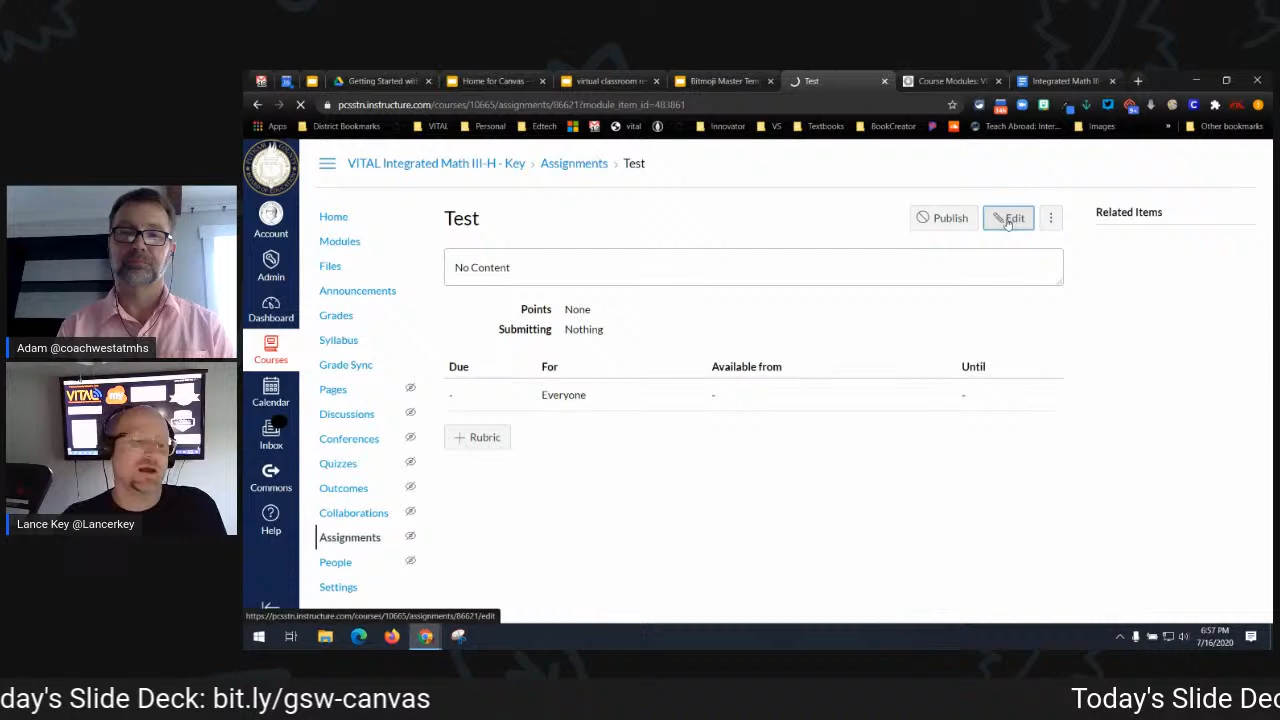 Getting Started with
Home for Canvas -
virtual classroom re
Bitmoji Master Tem
Test
Course Modules: V
Integrated Math II
pcsstn.instructure.com/courses/10665/assignments/86621?module_item_id=483861
Apps
District Bookmarks
VITAL
Personal
Edtech
vital
Innovator
VS
Textbooks
BookCreator
Teach Abroad: Inter...
Images
»
Other bookmarks
VITAL Integrated Math III-H - Key › Assignments › Test
Account
Admin
Dashboard
Courses
Calendar
Inbox
Commons
Help
Home
Modules
Files
Announcements
Grades
Syllabus
Grade Sync
Pages
Discussions
Conferences
Quizzes
Outcomes
Collaborations
Assignments
People
Settings
Test
Publish
Edit
Related Items
No Content
Points None
Submitting Nothing
Due For Available from Until
- Everyone - -
+ Rubric
https://pcsstn.instructure.com/courses/10665/assignments/86621/edit
6:57 PM
7/16/2020
Adam @coachwestatmhs
VITAL
my
Lance Key @Lancerkey
day's Slide Deck: bit.ly/gsw-canvas
Today's Slide Dec